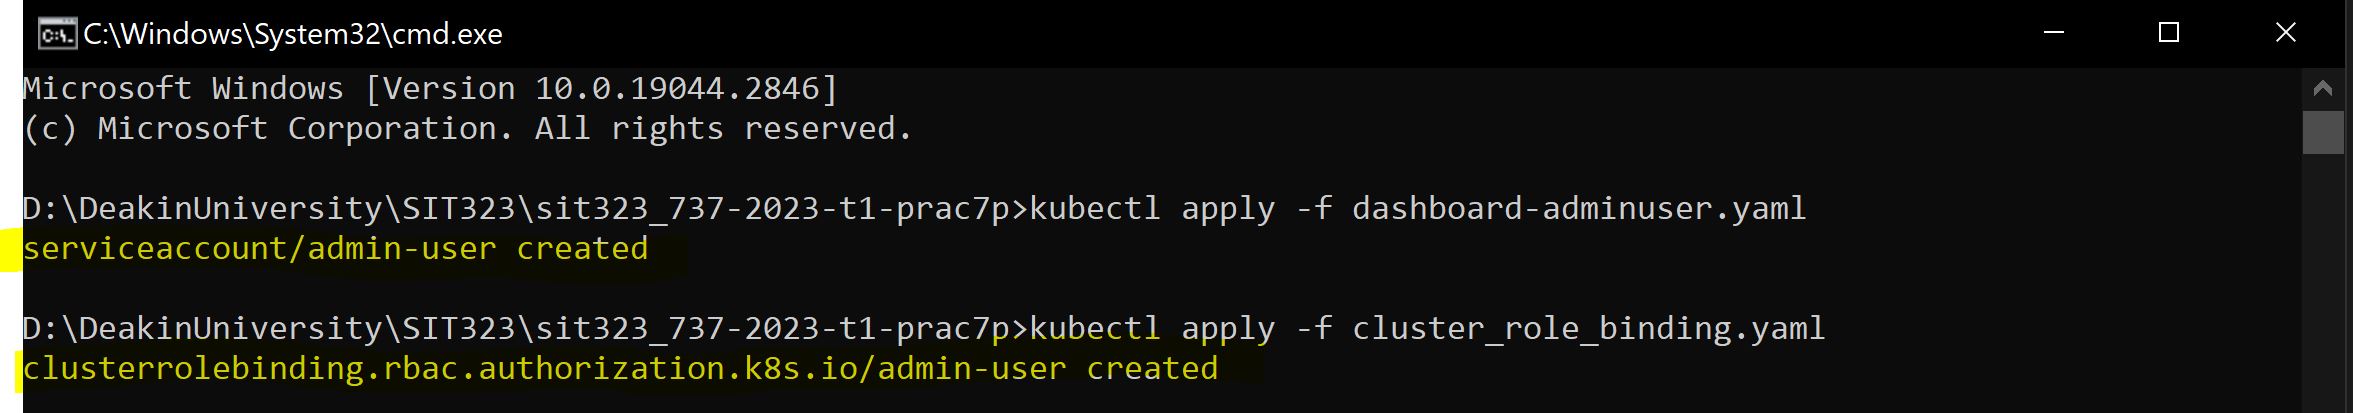 C:\Windows\System32\cmd.exe
Microsoft Windows [Version 10.0.19044.2846]
(c) Microsoft Corporation. All rights reserved.
D:\DeakinUniversity\SIT323\sit323_737-2023-t1-prac7p>kubectl apply -f dashboard-adminuser.yaml
serviceaccount/admin-user created
D:\DeakinUniversity\SIT323\sit323_737-2023-t1-prac7p>kubectl apply -f cluster_role_binding.yaml
clusterrolebinding.rbac.authorization.k8s.io/admin-user created